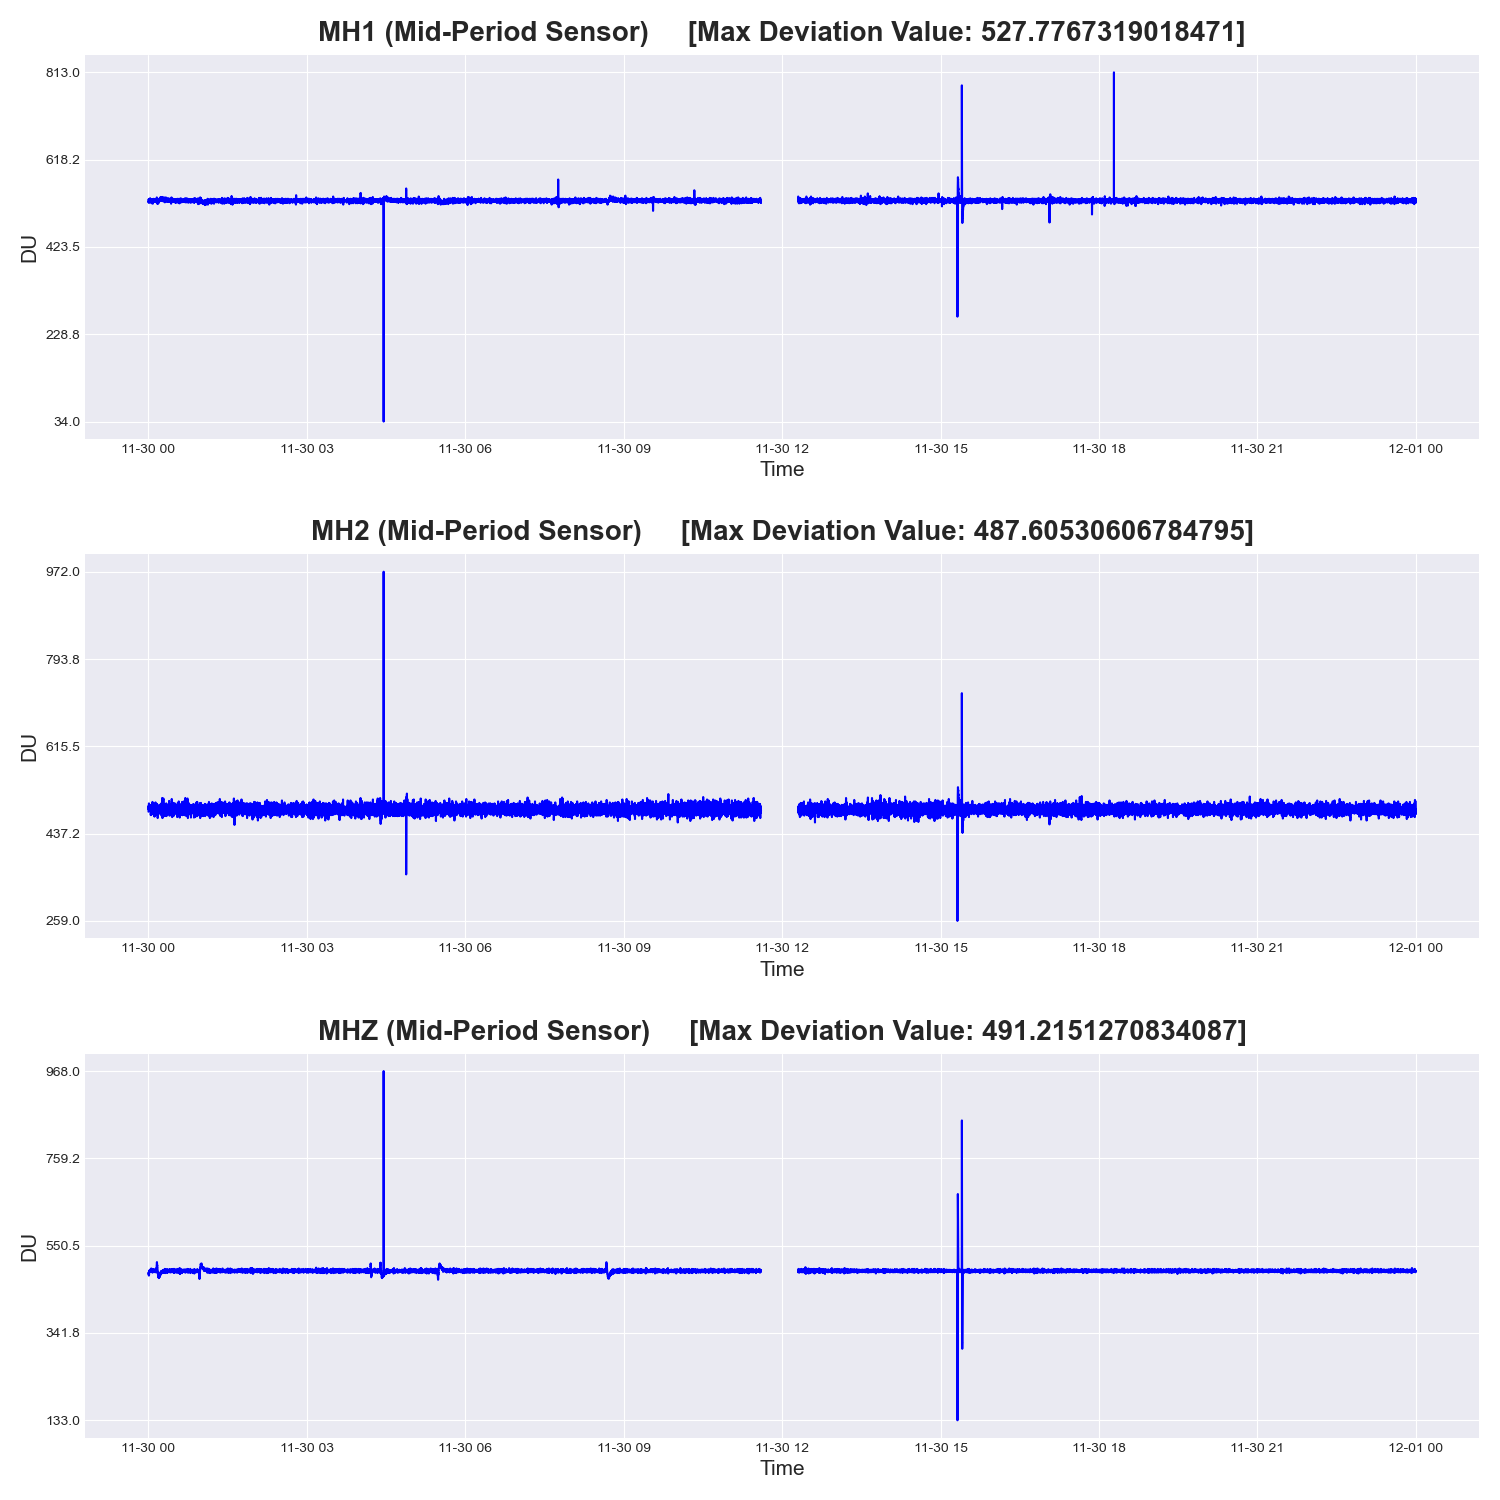 MH1 (Mid-Period Sensor) [Max Deviation Value: 527.7767319018471]
813.0
618.2
423.5
228.8
34.0
DU
11-30 00 11-30 03 11-30 06 11-30 09 11-30 12 11-30 15 11-30 18 11-30 21 12-01 00
Time
MH2 (Mid-Period Sensor) [Max Deviation Value: 487.60530606784795]
972.0
793.8
615.5
437.2
259.0
DU
11-30 00 11-30 03 11-30 06 11-30 09 11-30 12 11-30 15 11-30 18 11-30 21 12-01 00
Time
MHZ (Mid-Period Sensor) [Max Deviation Value: 491.2151270834087]
968.0
759.2
550.5
341.8
133.0
DU
11-30 00 11-30 03 11-30 06 11-30 09 11-30 12 11-30 15 11-30 18 11-30 21 12-01 00
Time